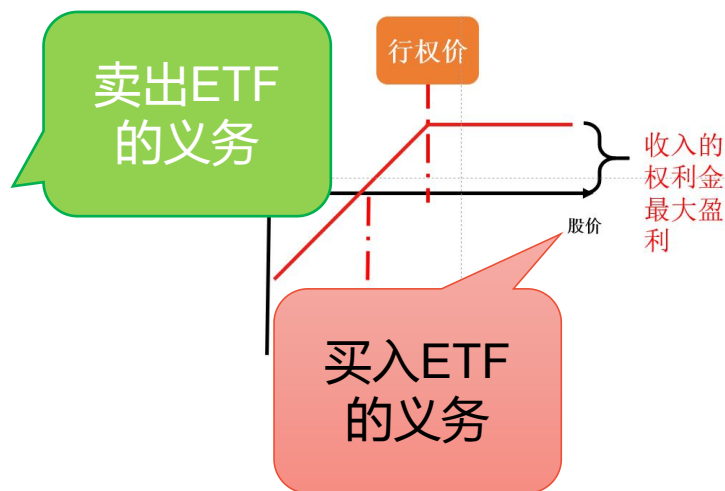 卖出ETF
的义务
行权价
收入的
权利金
最大盈
利
股价
买入ETF
的义务